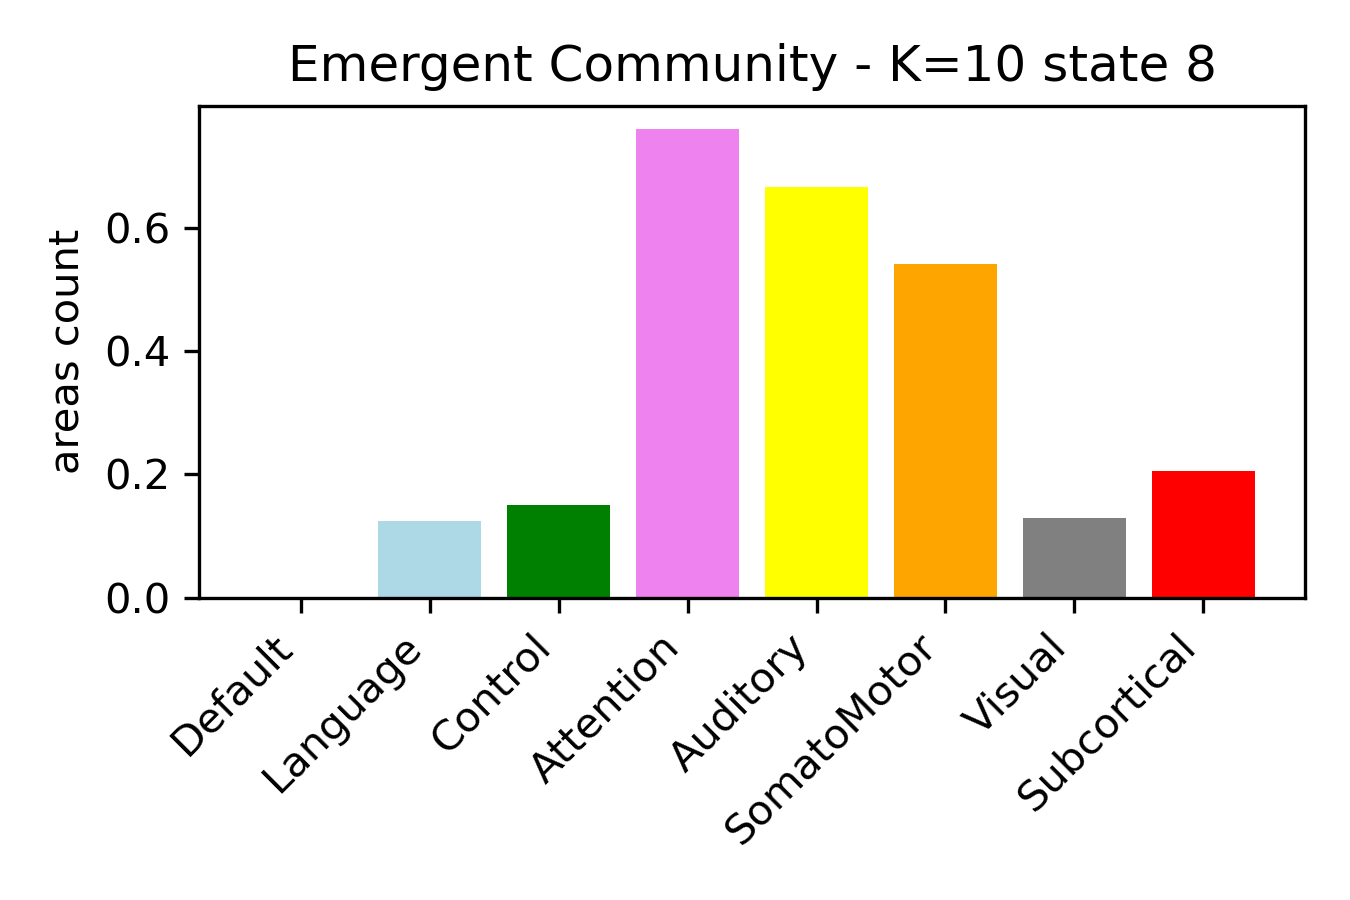 Emergent Community - K=10 state 8
areas count
0.6
0.4
0.2
0.0
Default
Language
Control
Attention
Auditory
SomatoMotor
Visual
Subcortical